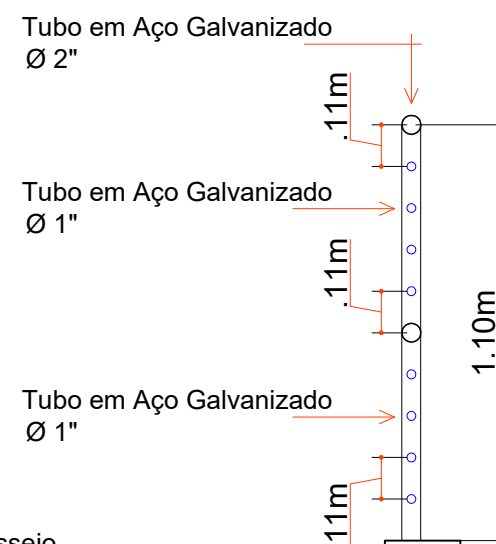 Tubo em Aço Galvanizado
Ø 2"
.11m
Tubo em Aço Galvanizado
Ø 1"
.11m
1.10m
Tubo em Aço Galvanizado
Ø 1"
11m